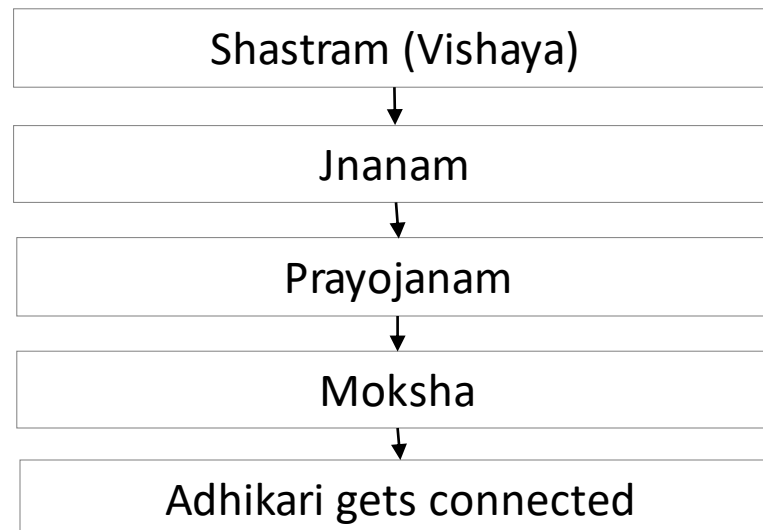 Shastram (Vishaya)
Jnanam
Prayojanam
Moksha
Adhikari gets connected